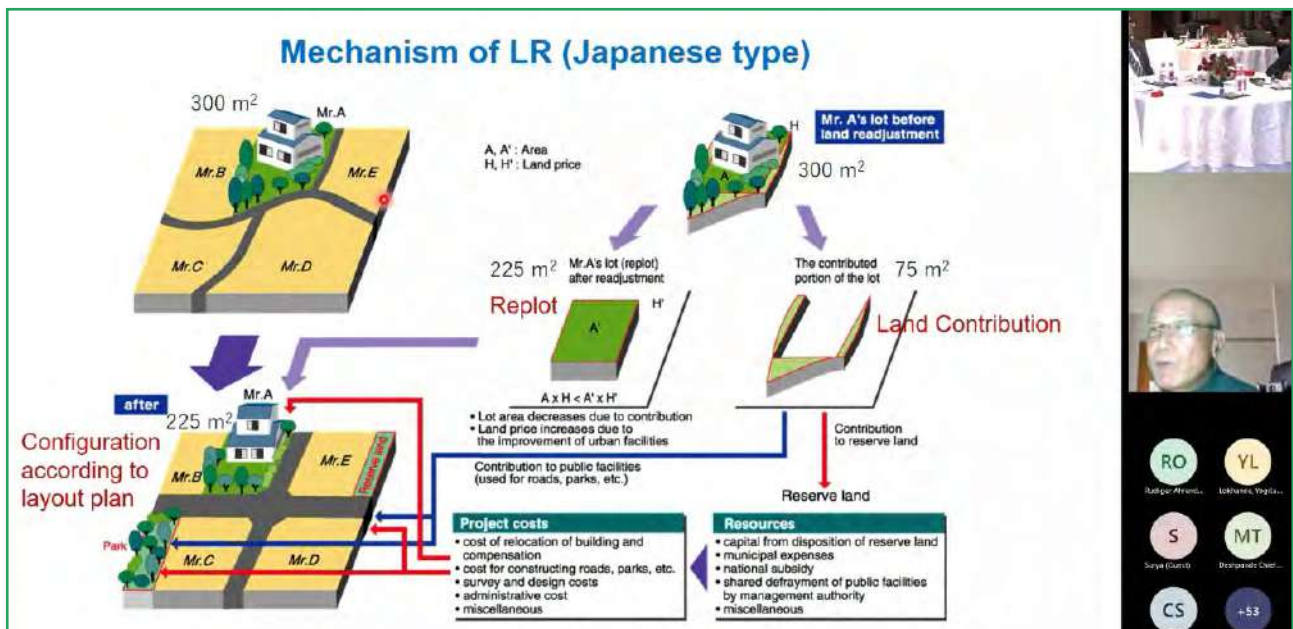 Mechanism of LR (Japanese type)
300 m²
Mr.A
Mr.B
Mr.E
Mr.C
Mr.D
A, A' : Area
H, H' : Land price
H
A
Mr. A's lot before
land readjustment
300 m²
225 m²
Mr.A's lot (replot)
after readjustment
Replot
H'
A'
A x H < A' x H'
• Lot area decreases due to contribution
• Land price increases due to
the improvement of urban facilities
The contributed
portion of the lot
75 m²
Land Contribution
Contribution
to reserve land
Contribution to public facilities
(used for roads, parks, etc.)
Reserve land
after
Mr.A
225 m²
Configuration
according to
layout plan
Mr.B
Mr.E
Reserve land
Park
Mr.C
Mr.D
Project costs
• cost of relocation of building and
compensation
• cost for constructing roads, parks, etc.
• survey and design costs
• administrative cost
• miscellaneous
Resources
• capital from disposition of reserve land
• municipal expenses
• national subsidy
• shared defrayment of public facilities
by management authority
• miscellaneous
RO
YL
S
Surya (Guest)
MT
Deshpande Chief...
CS
+53